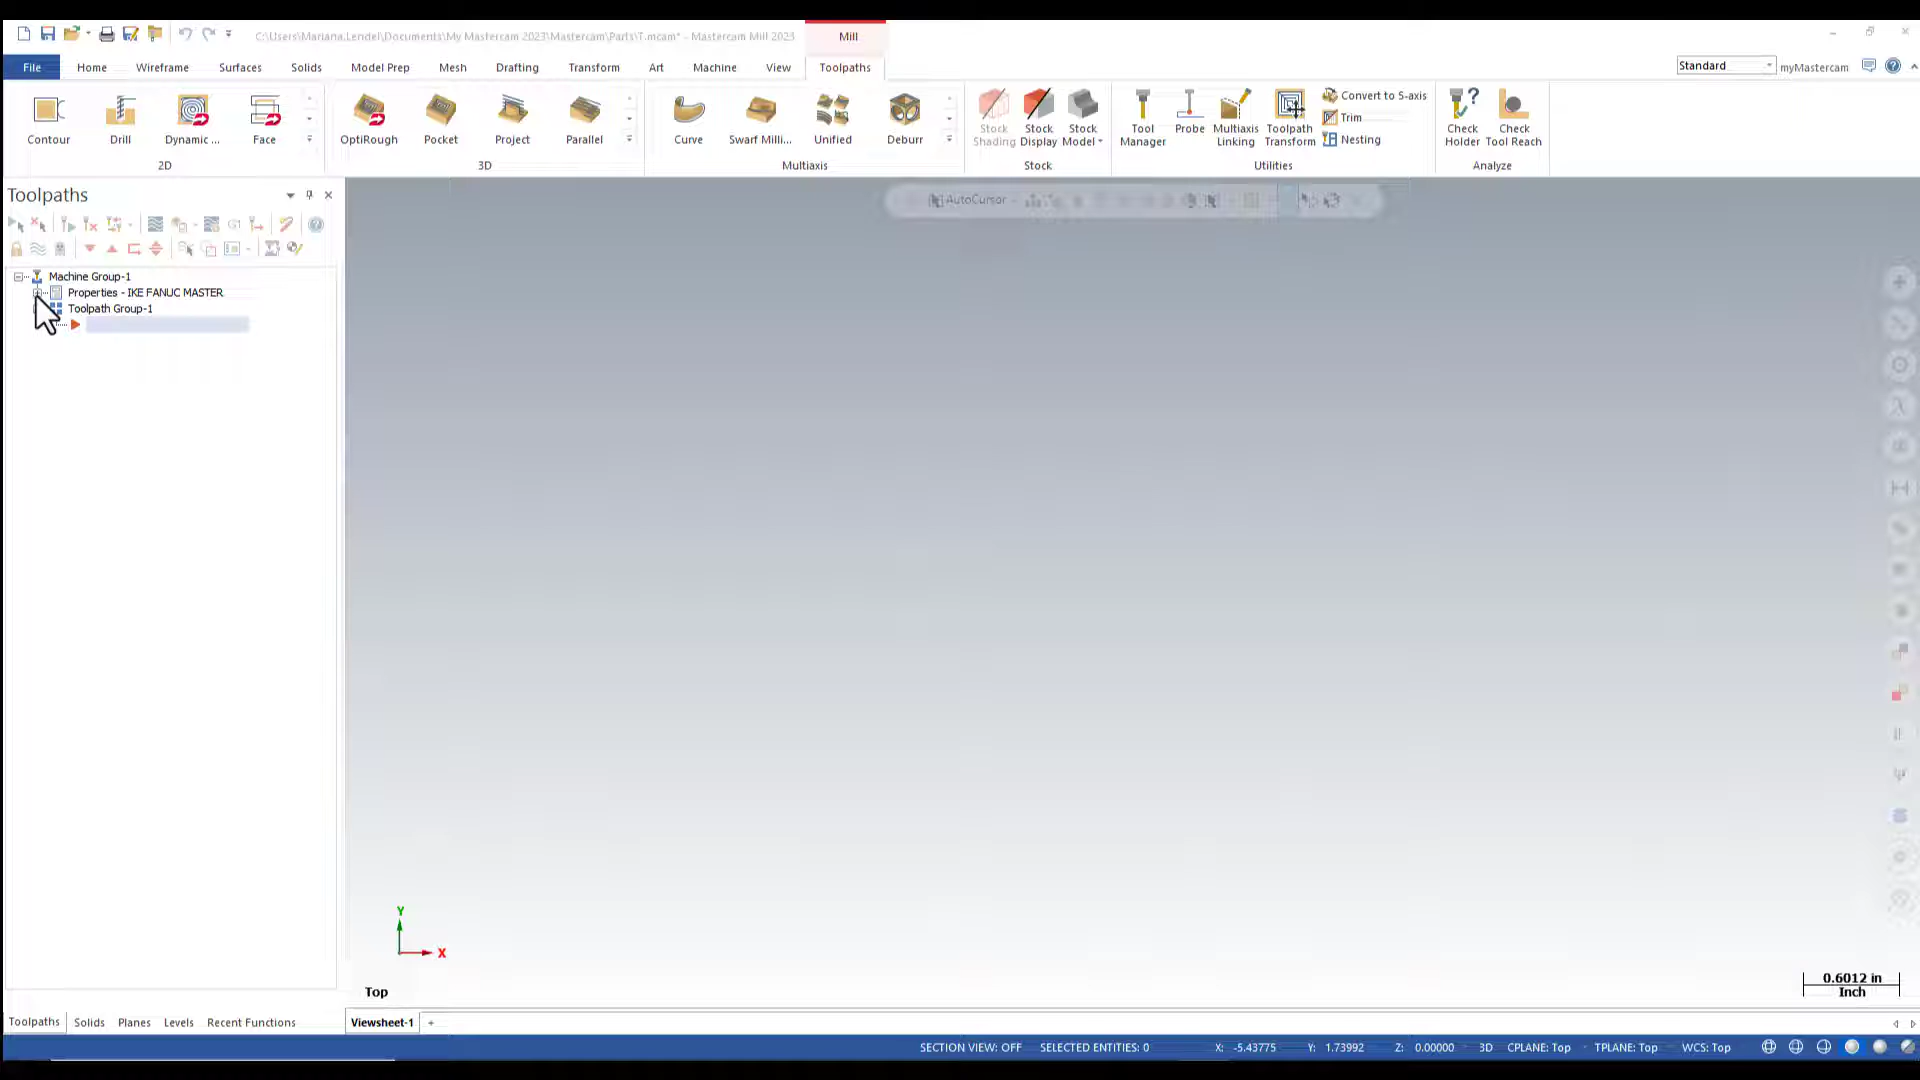 C:\Users\Mariana.Lendel\Documents\My Mastercam 2023\Mastercam\Parts\T.mcam* - Mastercam Mill 2023
Mill
File Home Wireframe Surfaces Solids Model Prep Mesh Drafting Transform Art Machine View Toolpaths
Standard
myMastercam
Contour
Drill
Dynamic ...
Face
2D
OptiRough
Pocket
Project
Parallel
3D
Curve
Swarf Milli...
Unified
Deburr
Multiaxis
Stock
Shading
Stock
Display
Stock
Model
Stock
Tool
Manager
Probe
Multiaxis
Linking
Toolpath
Transform
Convert to 5-axis
Trim
Nesting
Utilities
Check
Holder
Check
Tool Reach
Analyze
Toolpaths
AutoCursor
G1
Machine Group-1
Properties - IKE FANUC MASTER
Toolpath Group-1
Y
X
Top
0.6012 in
Inch
Toolpaths Solids Planes Levels Recent Functions
Viewsheet-1 +
SECTION VIEW: OFF SELECTED ENTITIES: 0 X: -5.43775 Y: 1.73992 Z: 0.00000 3D CPLANE: Top TPLANE: Top WCS: Top